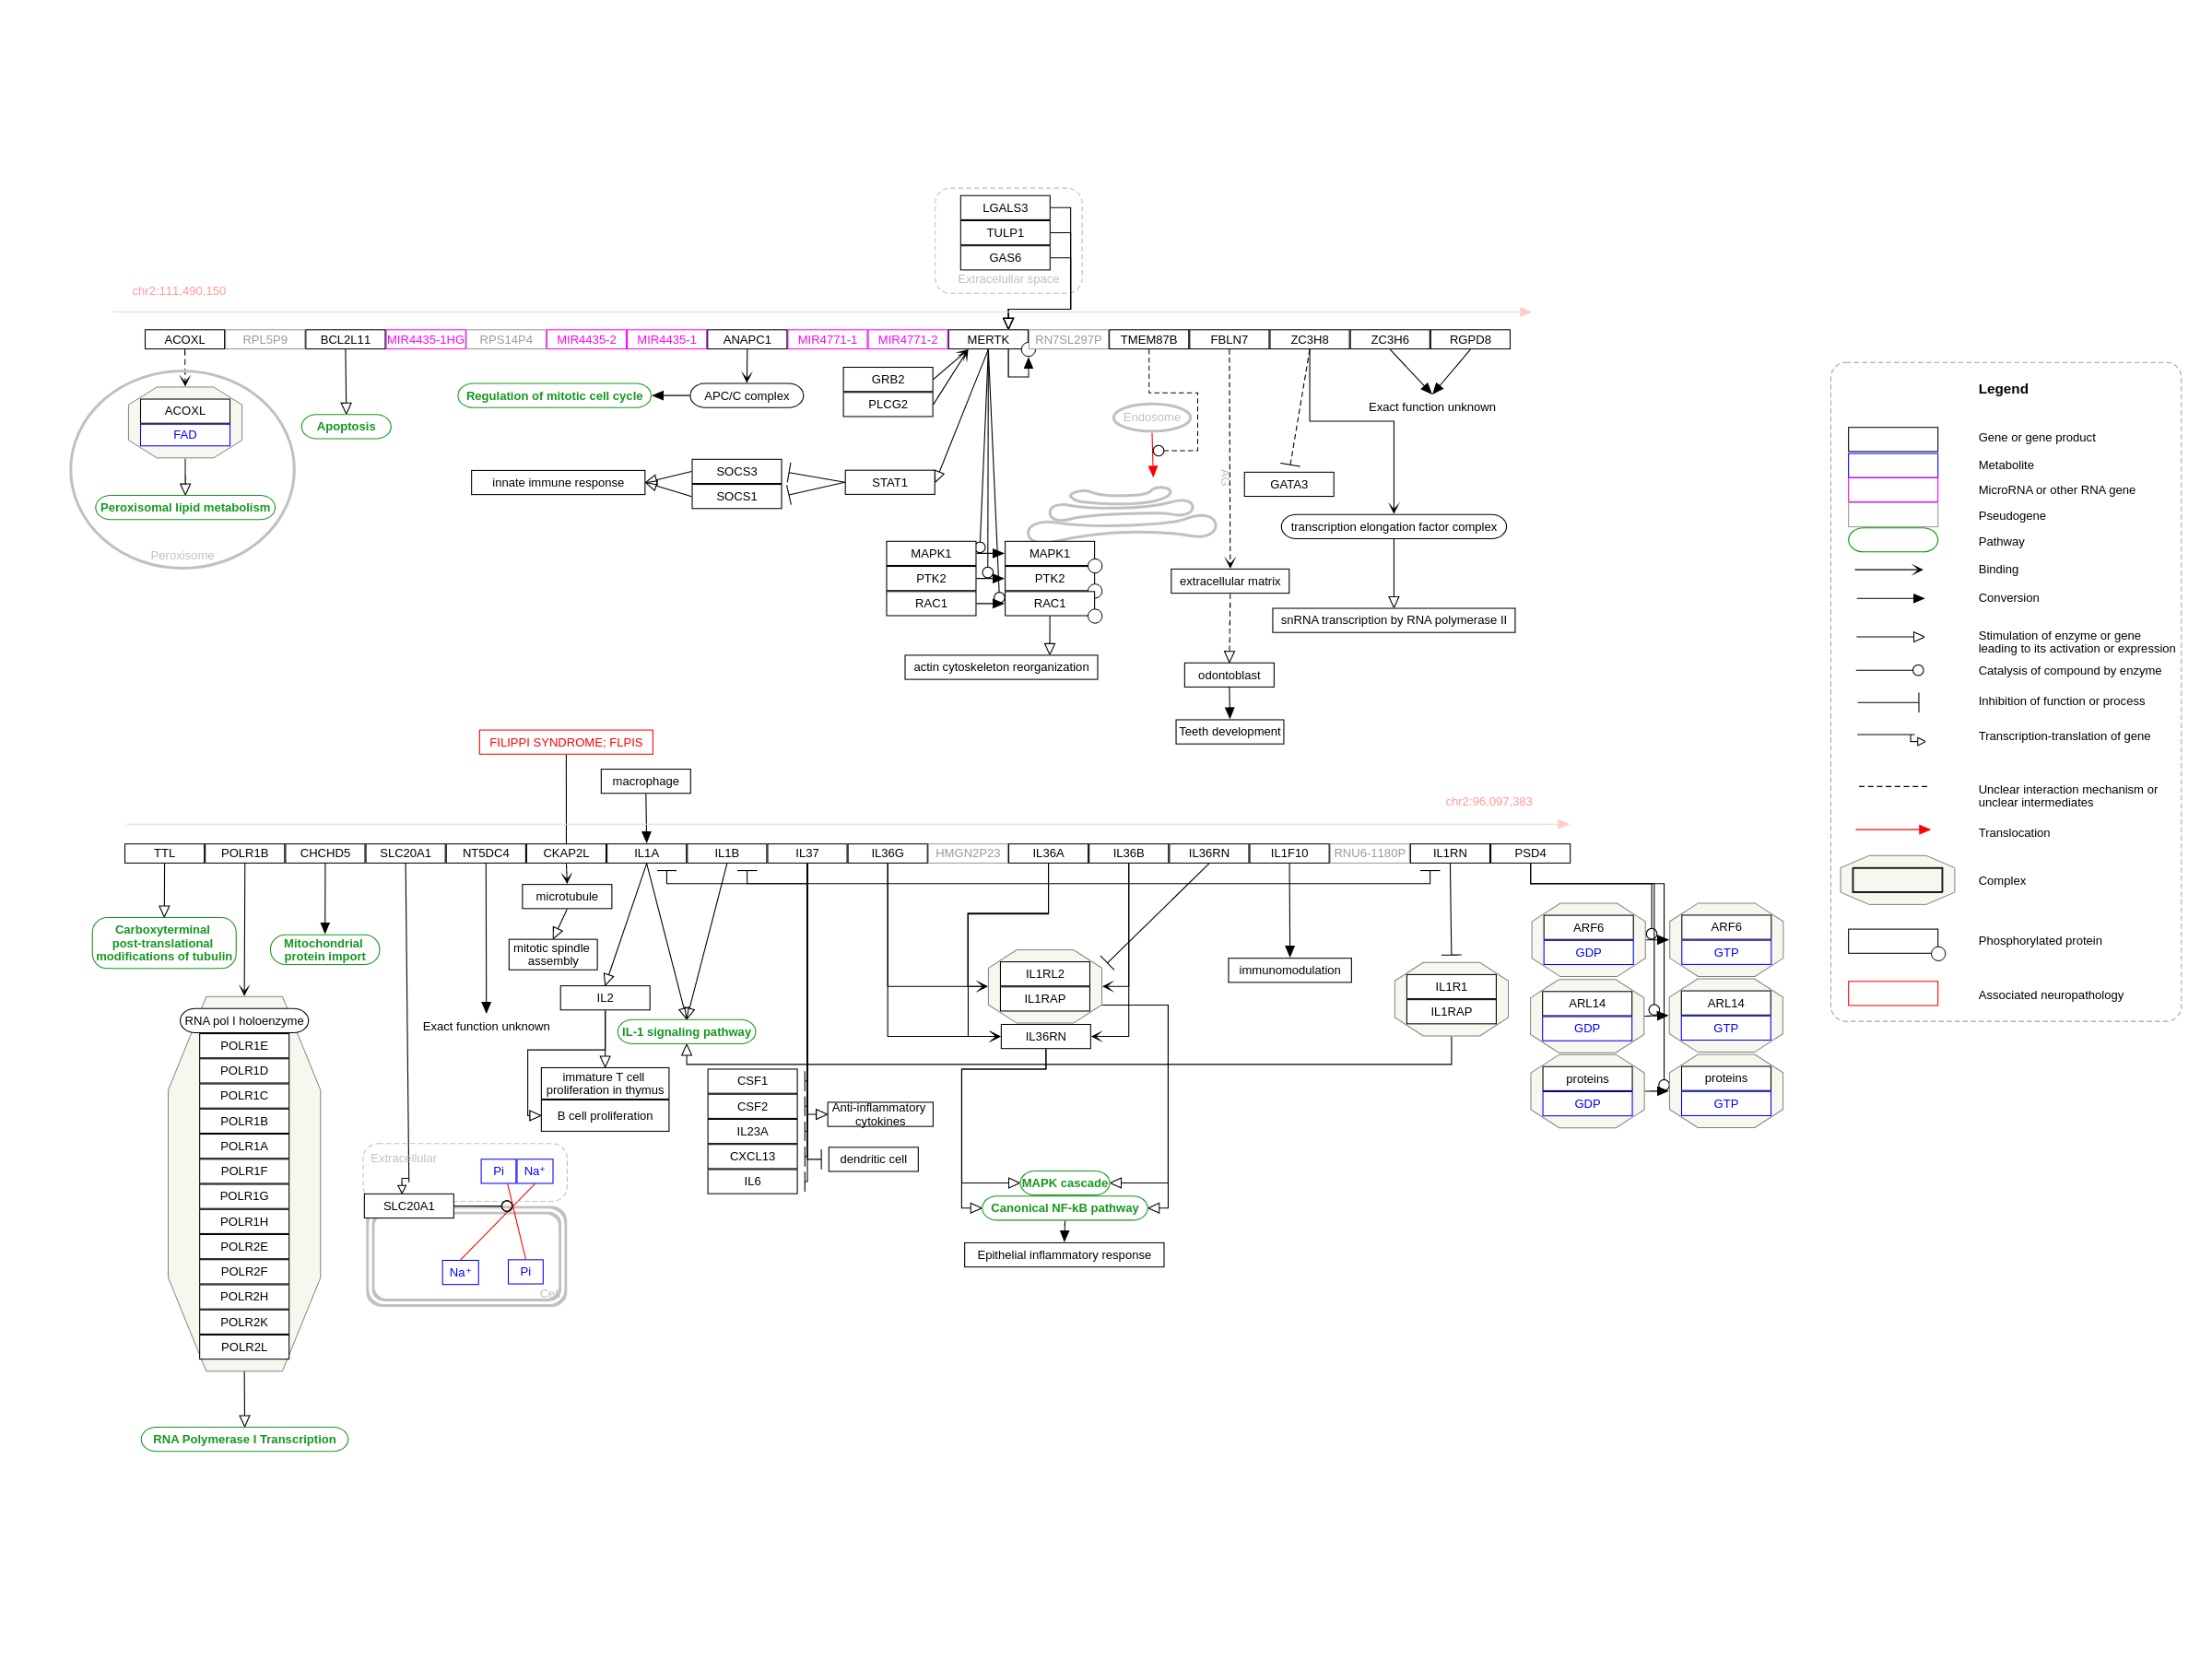 LGALS3
TULP1
GAS6
Extracelullar space
chr2:111,490,150
ACOXL
RPL5P9
BCL2L11
MIR4435-1HG
RPS14P4
MIR4435-2
MIR4435-1
ANAPC1
MIR4771-1
MIR4771-2
MERTK
RN7SL297P
TMEM87B
FBLN7
ZC3H8
ZC3H6
RGPD8
ACOXL
FAD
Peroxisomal lipid metabolism
Peroxisome
Apoptosis
Regulation of mitotic cell cycle
APC/C complex
GRB2
PLCG2
innate immune response
SOCS3
SOCS1
STAT1
MAPK1
PTK2
RAC1
MAPK1
PTK2
RAC1
actin cytoskeleton reorganization
Endosome
extracellular matrix
odontoblast
Teeth development
GATA3
Exact function unknown
transcription elongation factor complex
snRNA transcription by RNA polymerase II
Legend
Gene or gene product
Metabolite
MicroRNA or other RNA gene
Pseudogene
Pathway
Binding
Conversion
Stimulation of enzyme or gene
leading to its activation or expression
Catalysis of compound by enzyme
Inhibition of function or process
Transcription-translation of gene
Unclear interaction mechanism or
unclear intermediates
Translocation
Complex
Phosphorylated protein
Associated neuropathology
FILIPPI SYNDROME; FLPIS
macrophage
chr2:96,097,383
TTL
POLR1B
CHCHD5
SLC20A1
NT5DC4
CKAP2L
IL1A
IL1B
IL37
IL36G
HMGN2P23
IL36A
IL36B
IL36RN
IL1F10
RNU6-1180P
IL1RN
PSD4
Carboxyterminal
post-translational
modifications of tubulin
Mitochondrial
protein import
microtubule
mitotic spindle
assembly
IL2
Exact function unknown
IL-1 signaling pathway
immature T cell
proliferation in thymus
B cell proliferation
RNA pol I holoenzyme
POLR1E
POLR1D
POLR1C
POLR1B
POLR1A
POLR1F
POLR1G
POLR1H
POLR2E
POLR2F
POLR2H
POLR2K
POLR2L
RNA Polymerase I Transcription
Extracellular
Pi
Na⁺
SLC20A1
Na⁺
Pi
CSF1
CSF2
IL23A
CXCL13
IL6
Anti-inflammatory
cytokines
dendritic cell
IL1RL2
IL1RAP
IL36RN
MAPK cascade
Canonical NF-kB pathway
Epithelial inflammatory response
immunomodulation
IL1R1
IL1RAP
ARF6
GDP
ARF6
GTP
ARL14
GDP
ARL14
GTP
proteins
GDP
proteins
GTP